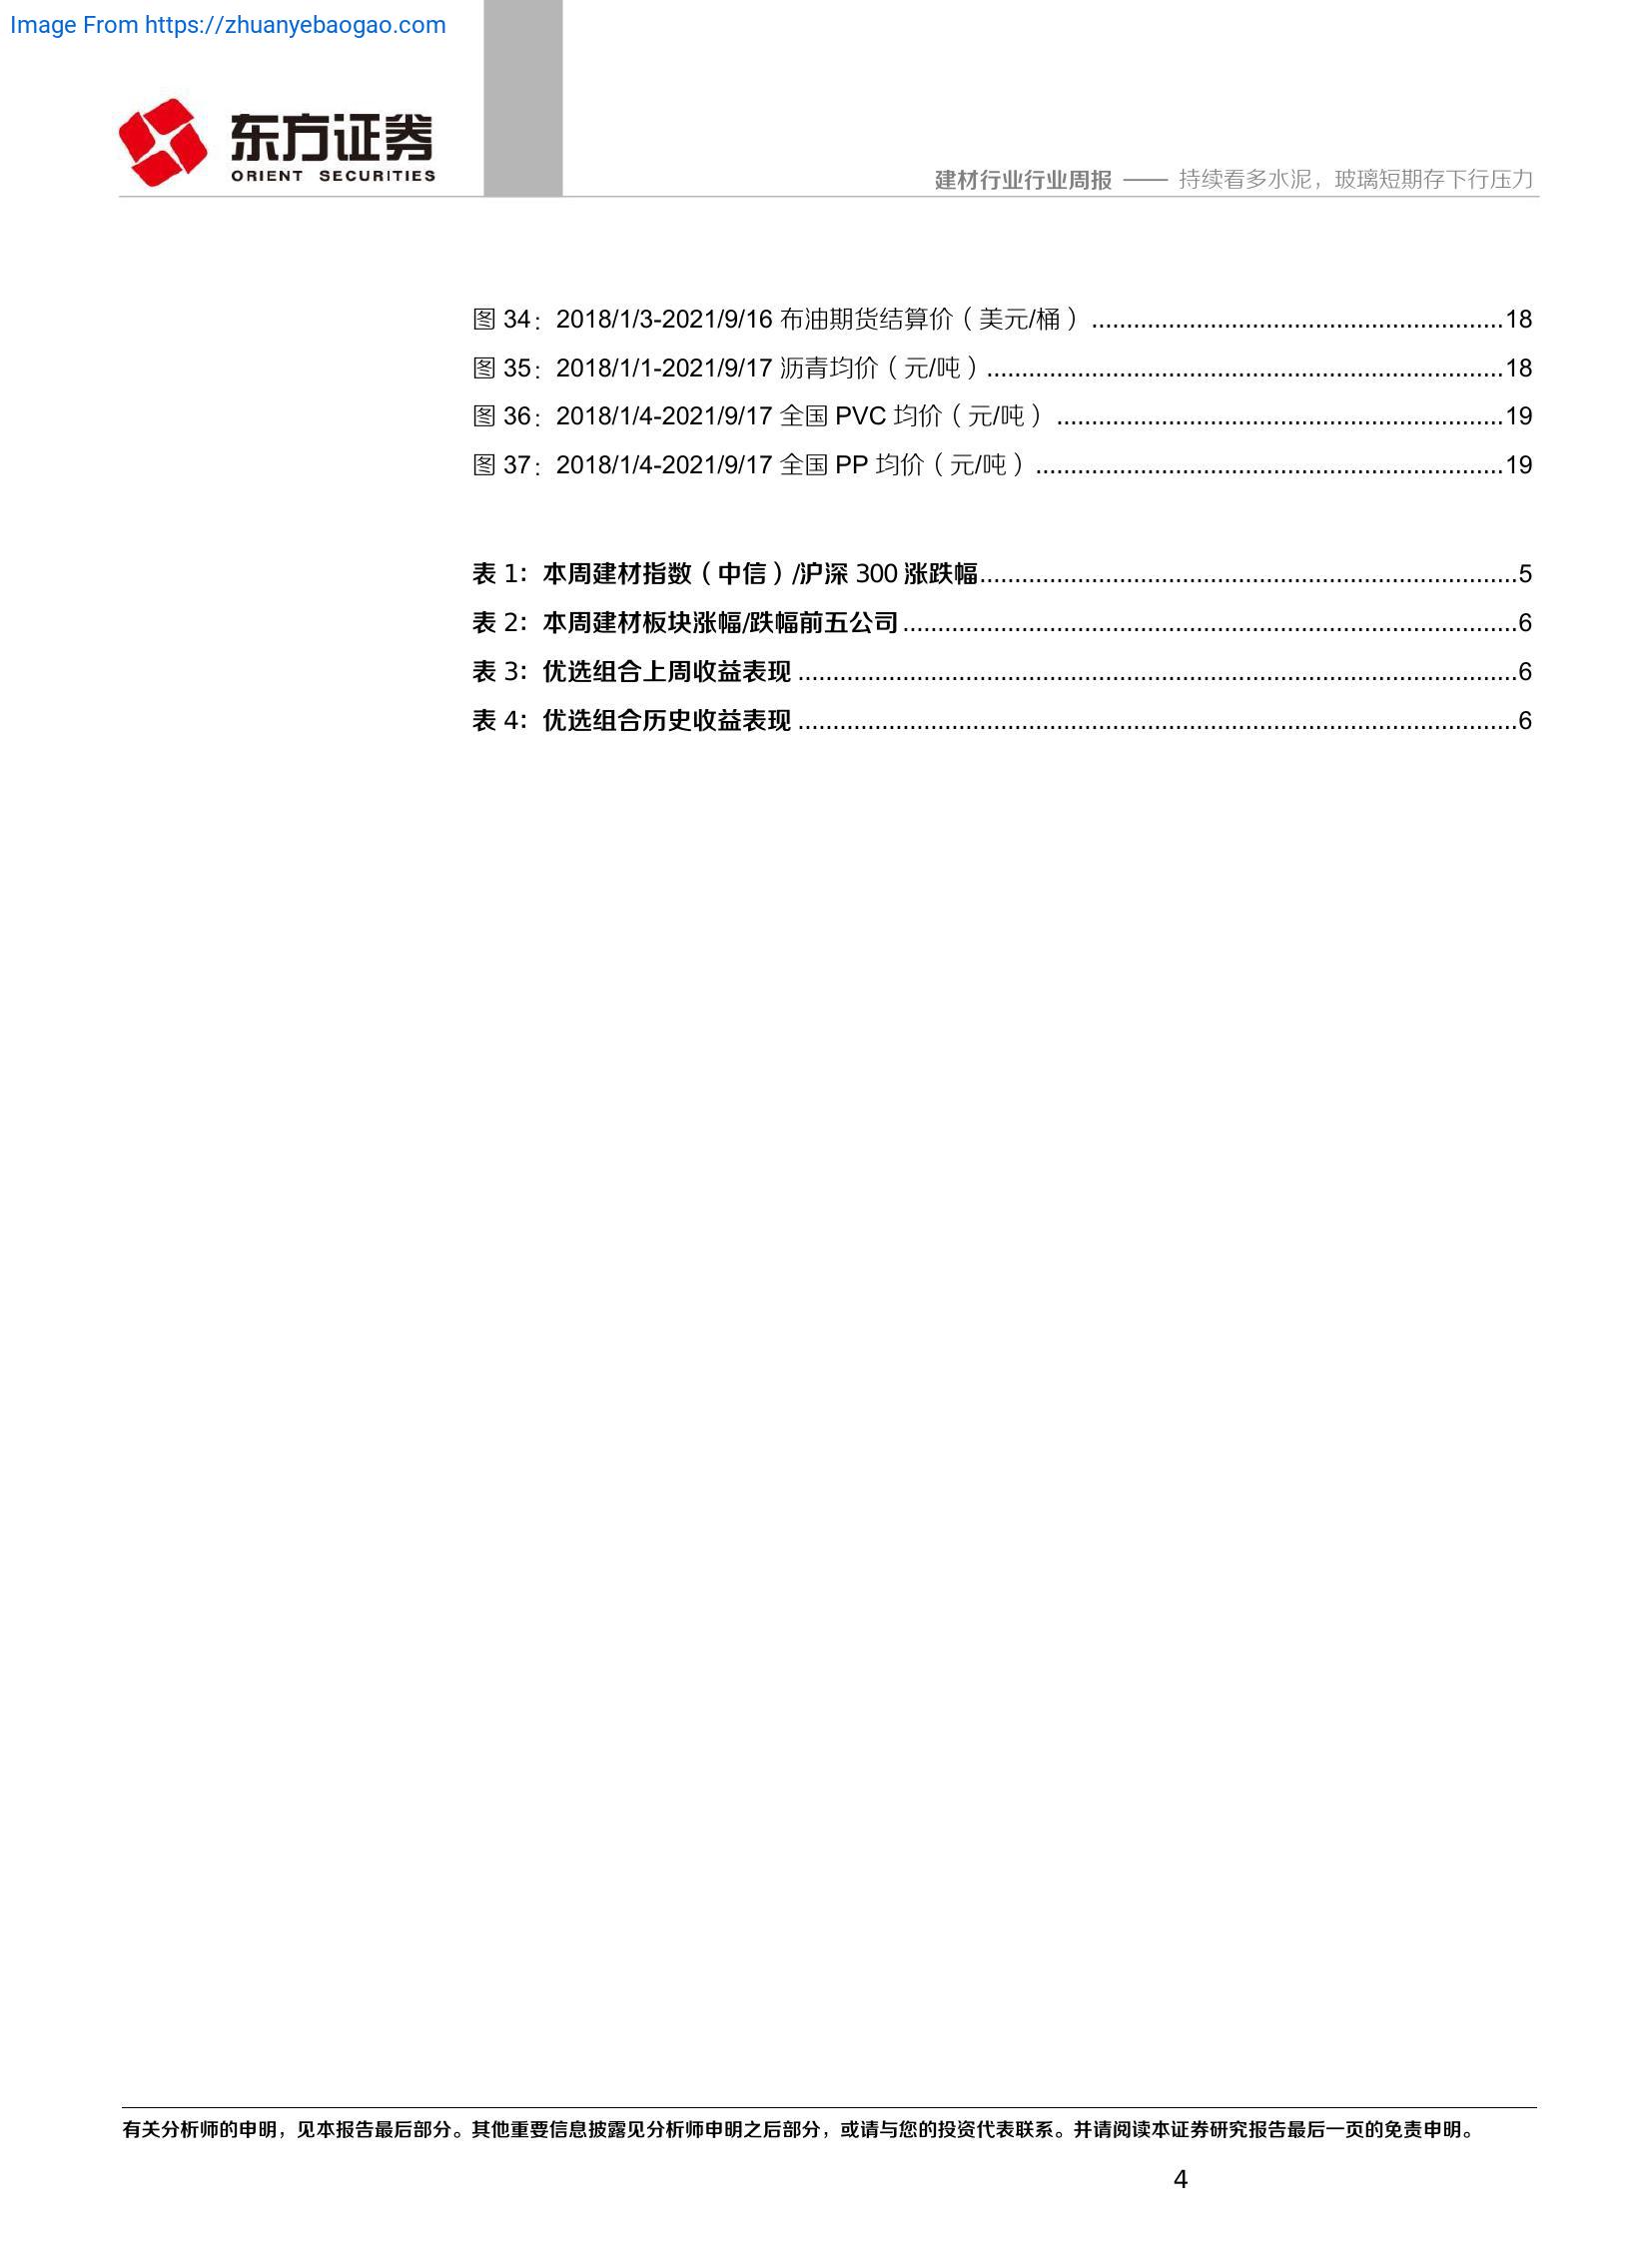 Image From https://zhuanyebaogao.com
东方证券
ORIENT SECURITIES
建材行业行业周报 —— 持续看多水泥，玻璃短期存下行压力
图 34：2018/1/3-2021/9/16 布油期货结算价（美元/桶）...........................................................18
图 35：2018/1/1-2021/9/17 沥青均价（元/吨）..........................................................................18
图 36：2018/1/4-2021/9/17 全国 PVC 均价（元/吨）................................................................19
图 37：2018/1/4-2021/9/17 全国 PP 均价（元/吨）...................................................................19
表 1：本周建材指数（中信）/沪深 300 涨跌幅.............................................................................5
表 2：本周建材板块涨幅/跌幅前五公司........................................................................................6
表 3：优选组合上周收益表现.......................................................................................................6
表 4：优选组合历史收益表现.......................................................................................................6
有关分析师的申明，见本报告最后部分。其他重要信息披露见分析师申明之后部分，或请与您的投资代表联系。并请阅读本证券研究报告最后一页的免责申明。
4